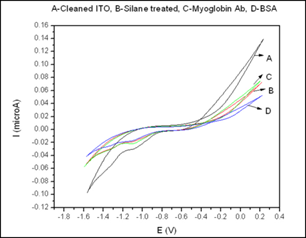 A-Cleaned ITO, B-Silane treated, C-Myoglobin Ab, D-BSA
0.16
0.14
0.12
0.10
0.08
0.06
0.04
0.02
0.00
-0.02
-0.04
-0.06
-0.08
-0.10
-0.12
I (microA)
A
C
B
D
-1.8 -1.6 -1.4 -1.2 -1.0 -0.8 -0.6 -0.4 -0.2 0.0 0.2 0.4
E (V)